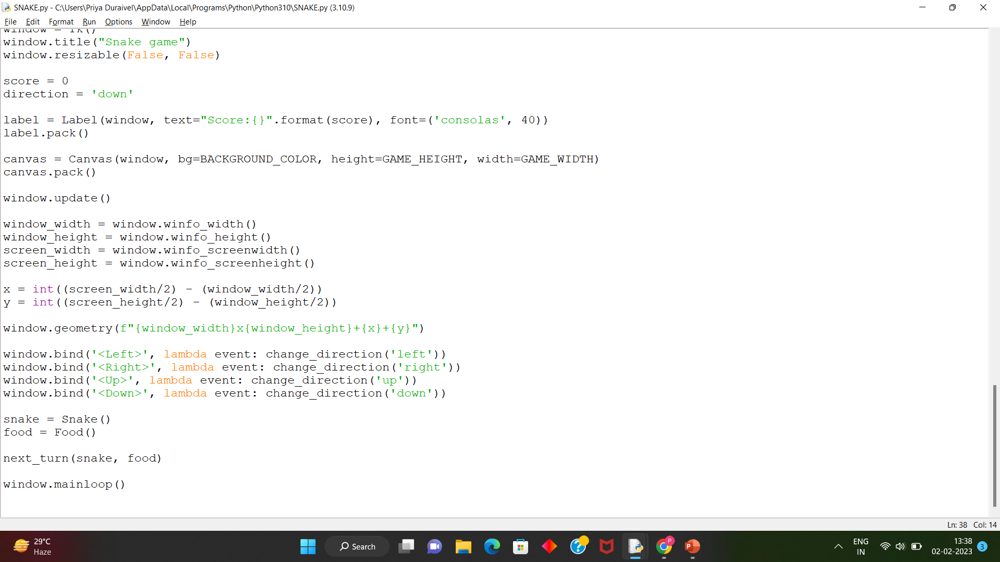 SNAKE.py - C:\Users\Priya Duraivel\AppData\Local\Programs\Python\Python310\SNAKE.py (3.10.9)
File Edit Format Run Options Window Help
window = Tk()
window.title("Snake game")
window.resizable(False, False)
score = 0
direction = 'down'
label = Label(window, text="Score:{}".format(score), font=('consolas', 40))
label.pack()
canvas = Canvas(window, bg=BACKGROUND_COLOR, height=GAME_HEIGHT, width=GAME_WIDTH)
canvas.pack()
window.update()
window_width = window.winfo_width()
window_height = window.winfo_height()
screen_width = window.winfo_screenwidth()
screen_height = window.winfo_screenheight()
x = int((screen_width/2) - (window_width/2))
y = int((screen_height/2) - (window_height/2))
window.geometry(f"{window_width}x{window_height}+{x}+{y}")
window.bind('<Left>', lambda event: change_direction('left'))
window.bind('<Right>', lambda event: change_direction('right'))
window.bind('<Up>', lambda event: change_direction('up'))
window.bind('<Down>', lambda event: change_direction('down'))
snake = Snake()
food = Food()
next_turn(snake, food)
window.mainloop()
Ln: 38 Col: 14
29°C
Haze
Search
P
P
ENG
IN
13:38
02-02-2023
3